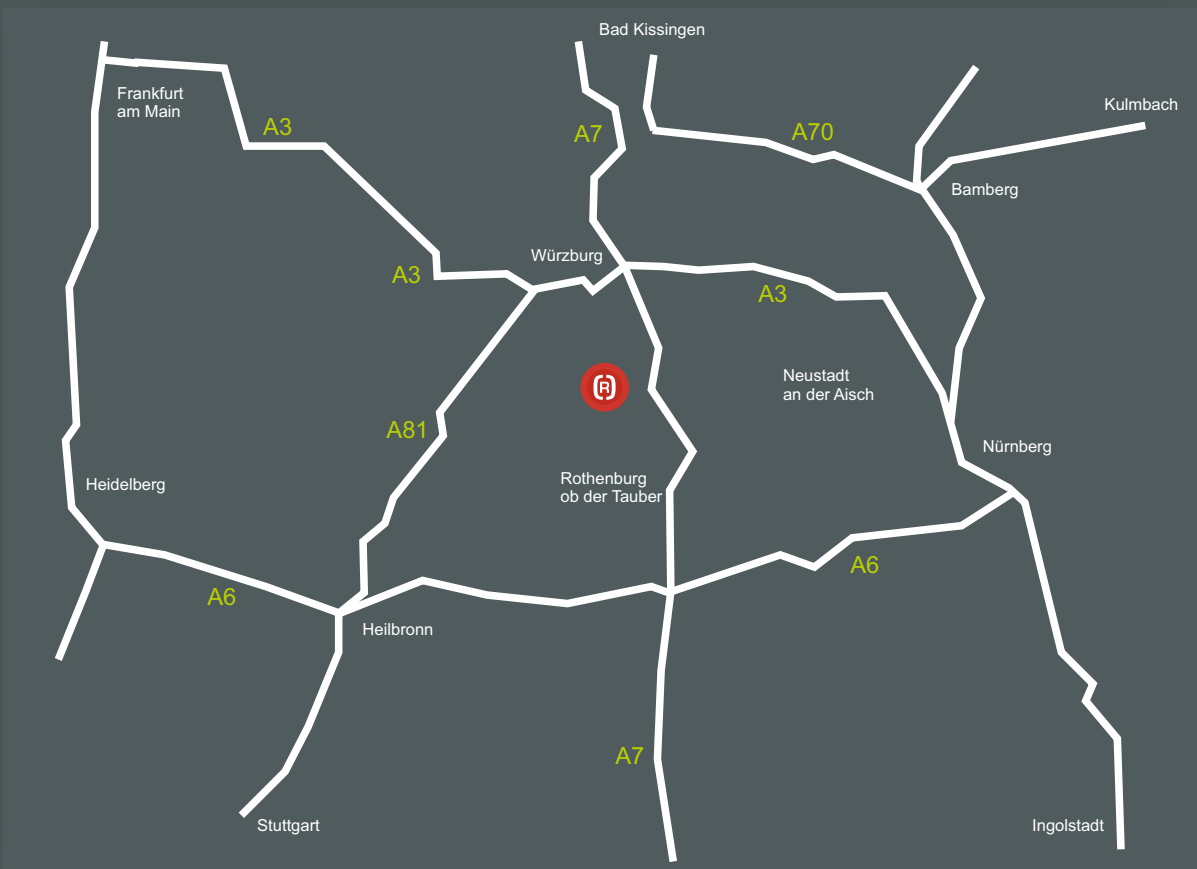 Bad Kissingen
Frankfurt
am Main
Kulmbach
A3
A7
A70
Bamberg
Würzburg
A3
A3
R
Neustadt
an der Aisch
A81
Nürnberg
Heidelberg
Rothenburg
ob der Tauber
A6
A6
Heilbronn
A7
Stuttgart
Ingolstadt